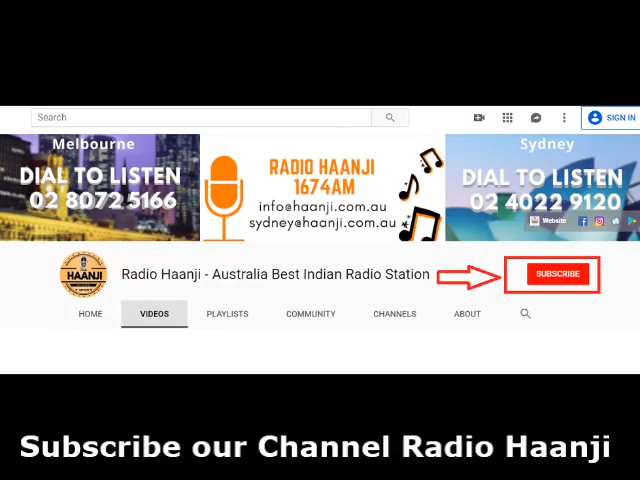 Search
SIGN IN
Melbourne
DIAL TO LISTEN
02 8072 5166
RADIO HAANJI
1674AM
info@haanji.com.au
sydney@haanji.com.au
Sydney
DIAL TO LISTEN
02 4022 9120
Website
HAANJI
Radio Haanji - Australia Best Indian Radio Station
SUBSCRIBE
HOME
VIDEOS
PLAYLISTS
COMMUNITY
CHANNELS
ABOUT
Subscribe our Channel Radio Haanji